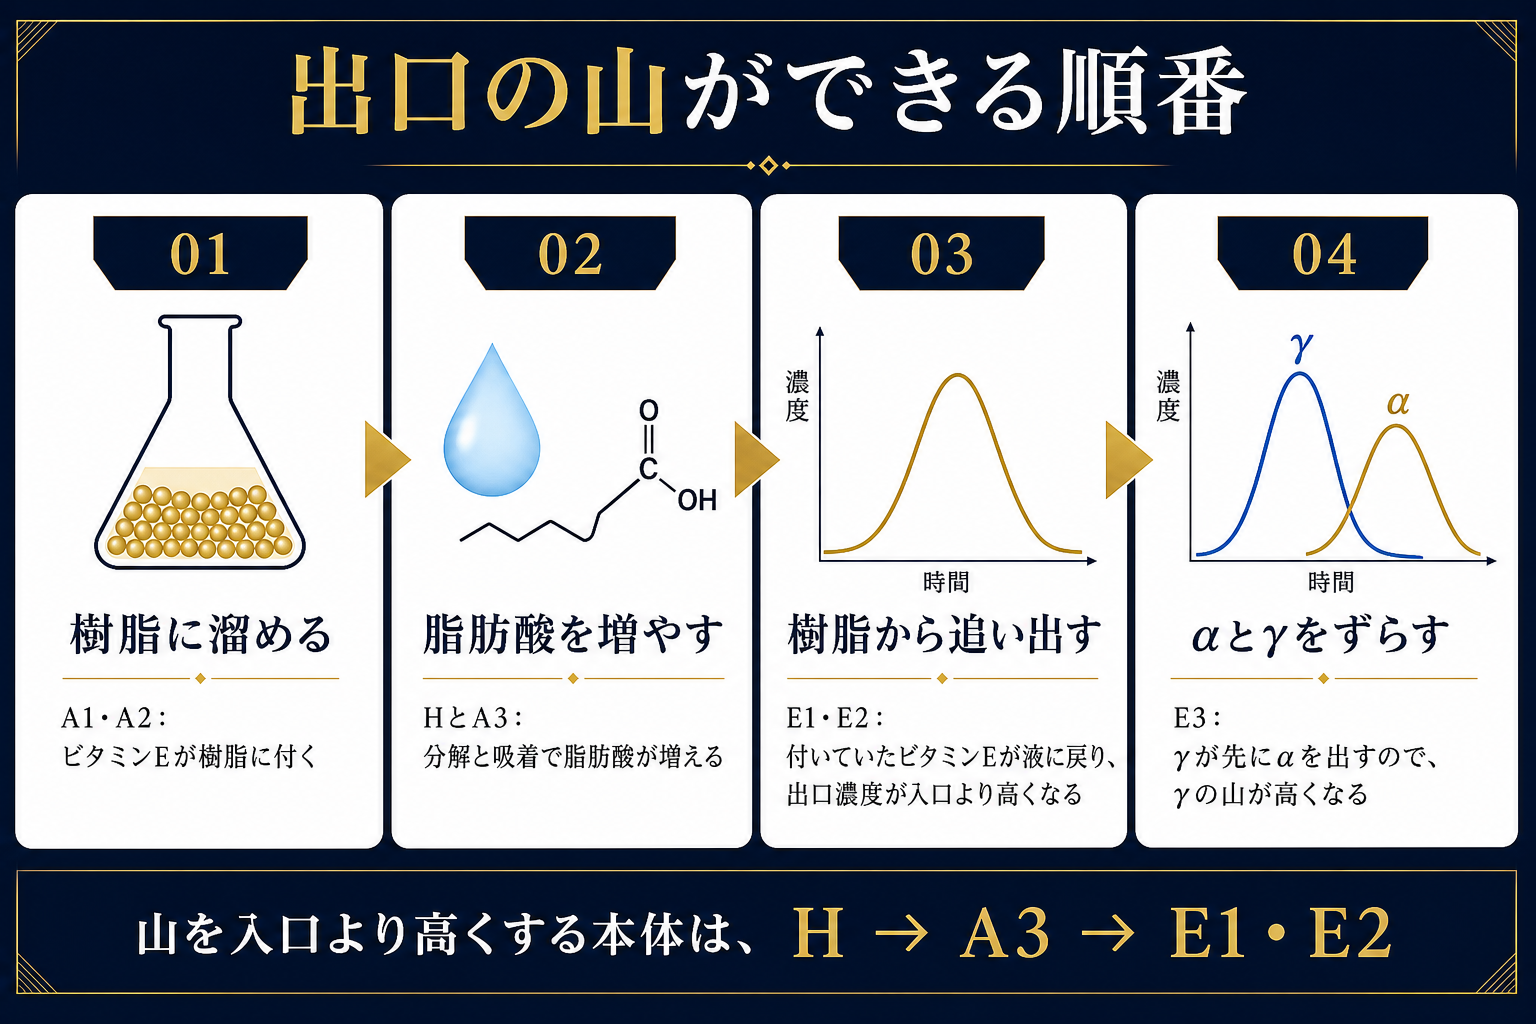 出口の山ができる順番
01
樹脂に溜める
A1・A2：
ビタミンEが樹脂に付く
02
O
C
OH
脂肪酸を増やす
HとA3：
分解と吸着で脂肪酸が増える
03
濃度
時間
樹脂から追い出す
E1・E2：
付いていたビタミンEが液に戻り、
出口濃度が入口より高くなる
04
濃度
γ
α
時間
αとγをずらす
E3：
γが先にαを出すので、
γの山が高くなる
山を入口より高くする本体は、 H → A3 → E1・E2